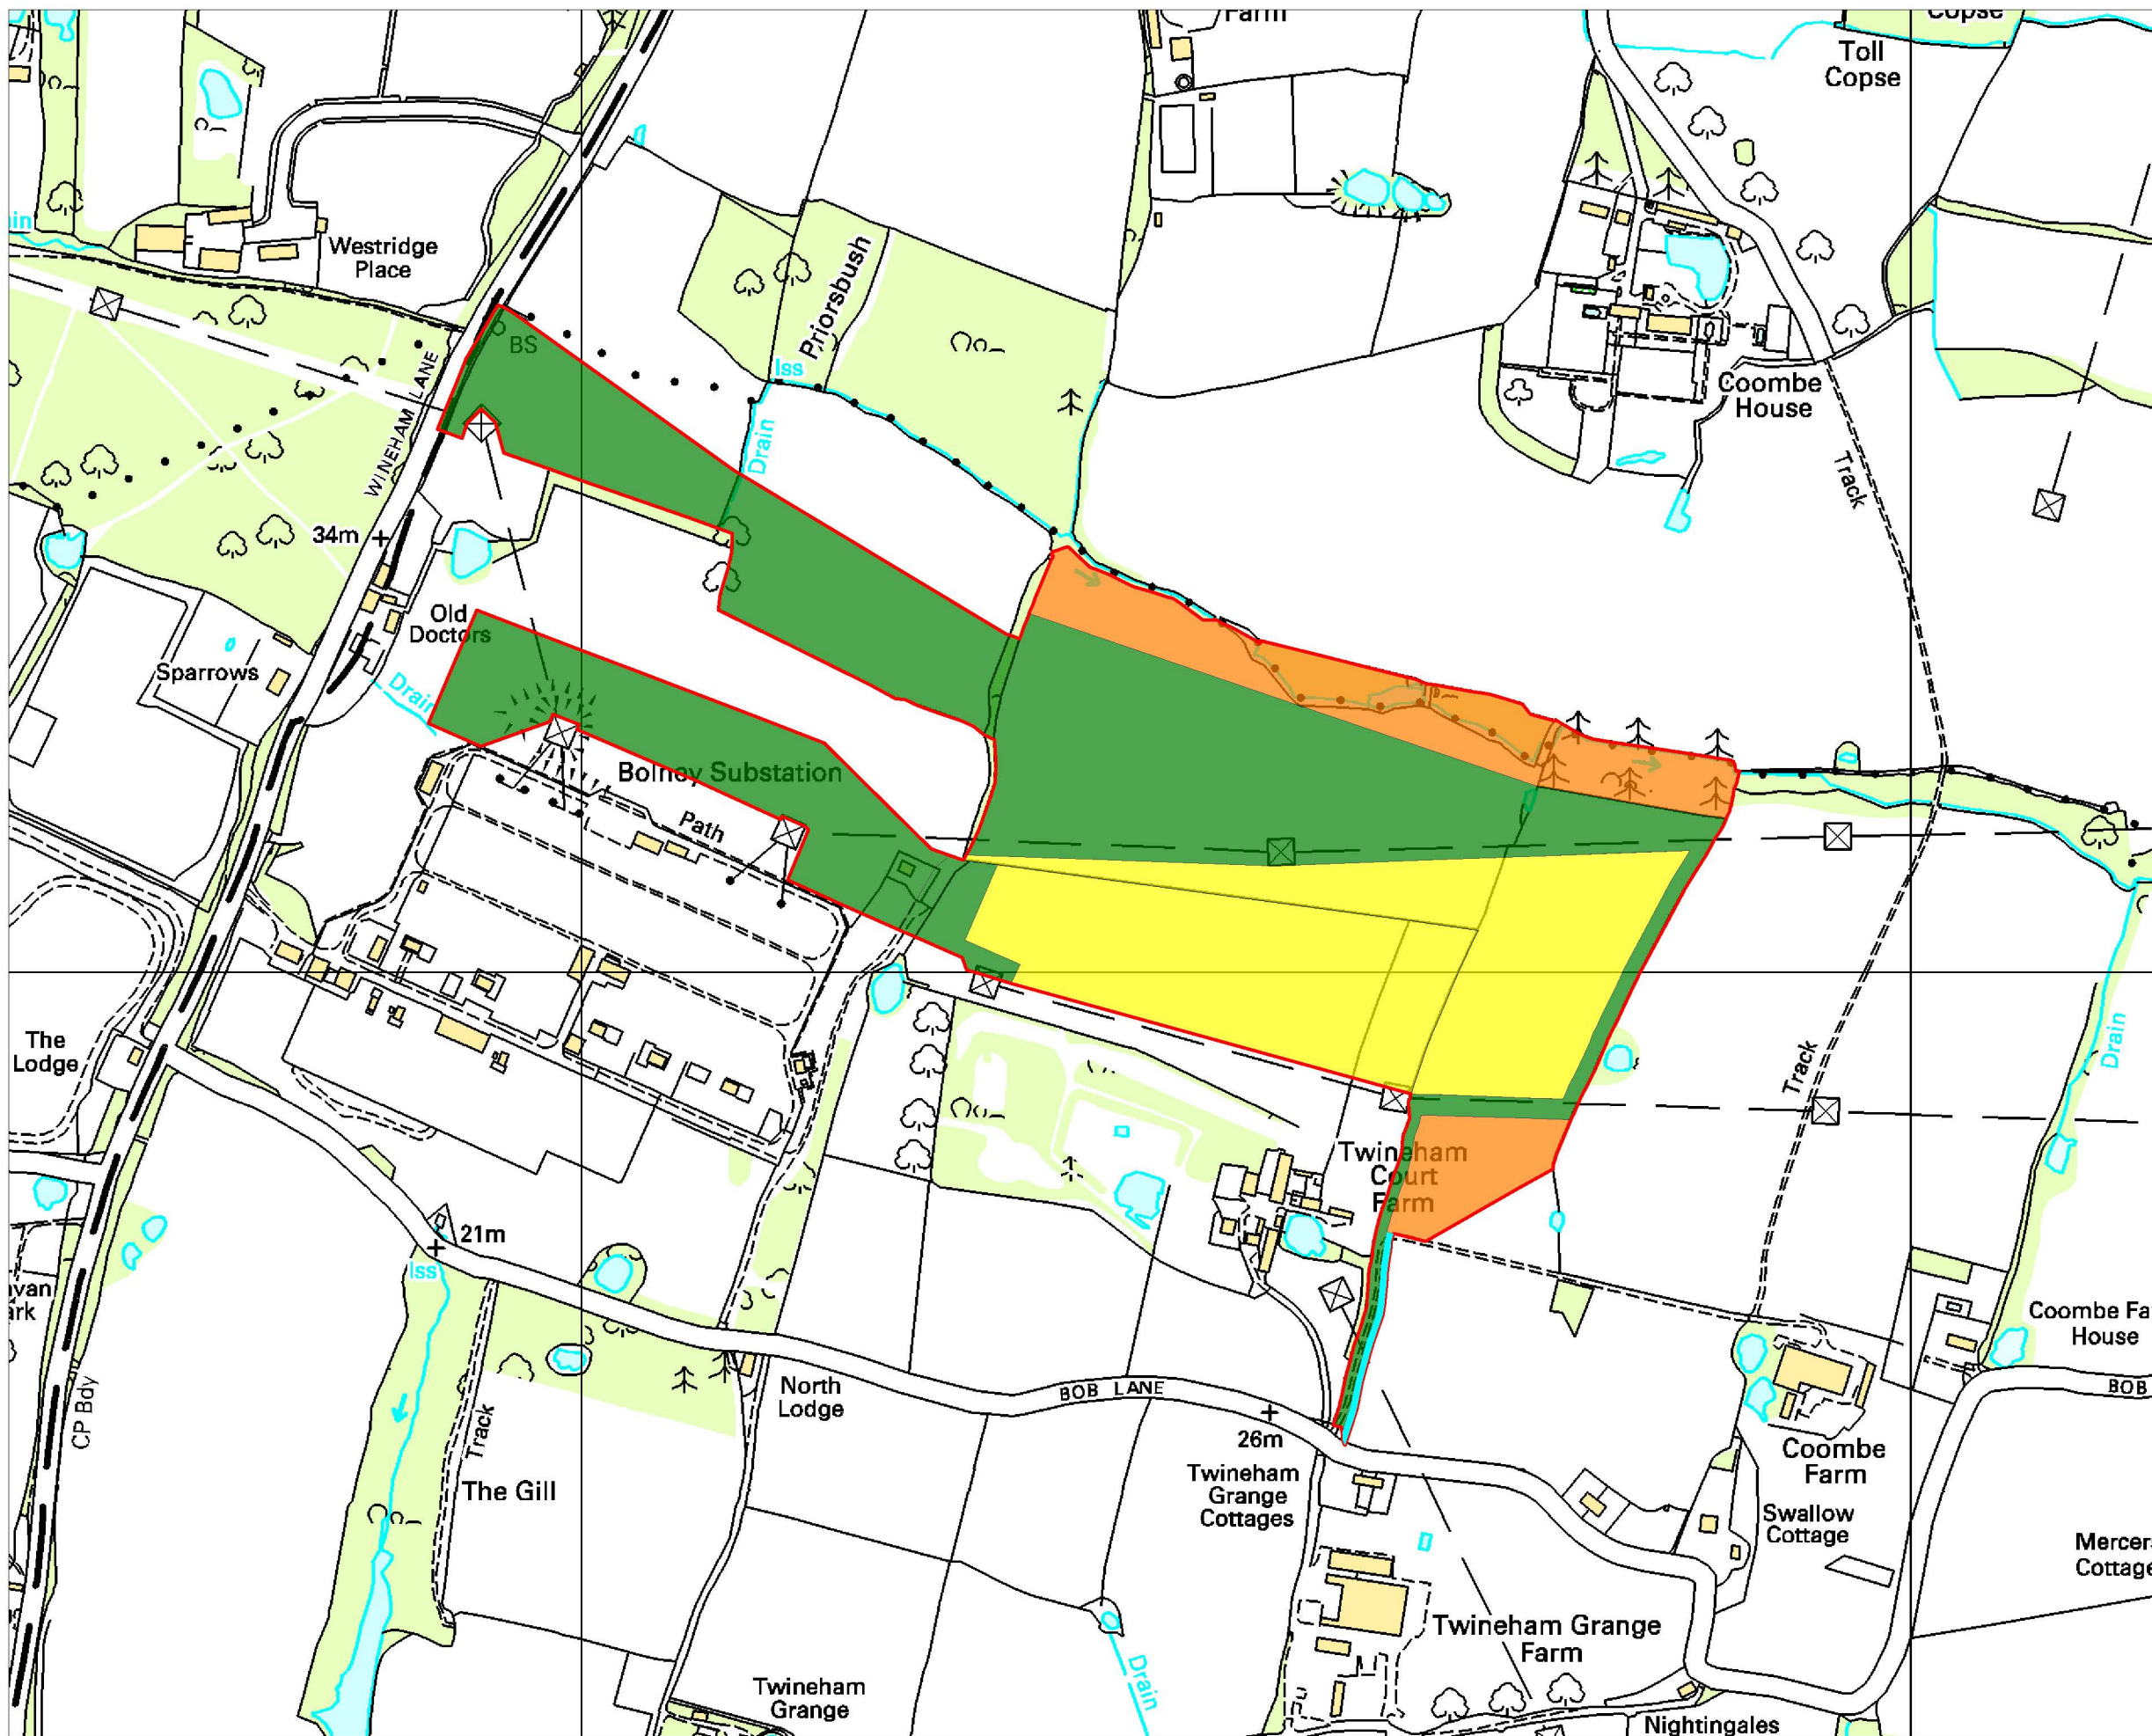 Farm
Copse
Toll
Copse
Westridge
Place
Priorsbush
BS
Iss
Coombe
House
WINEHAM LANE
Drain
Track
34m
Old
Doctors
Sparrows
Drain
Bolney Substation
Path
The
Lodge
Track
Drain
Twineham
Court
Farm
21m
Iss
Coombe Fa
House
CP Bdy
North
Lodge
BOB LANE
BOB
26m
Track
The Gill
Twineham
Grange
Cottages
Coombe
Farm
Swallow
Cottage
Mercer
Cottage
Twineham Grange
Farm
Drain
Twineham
Grange
Nightingales